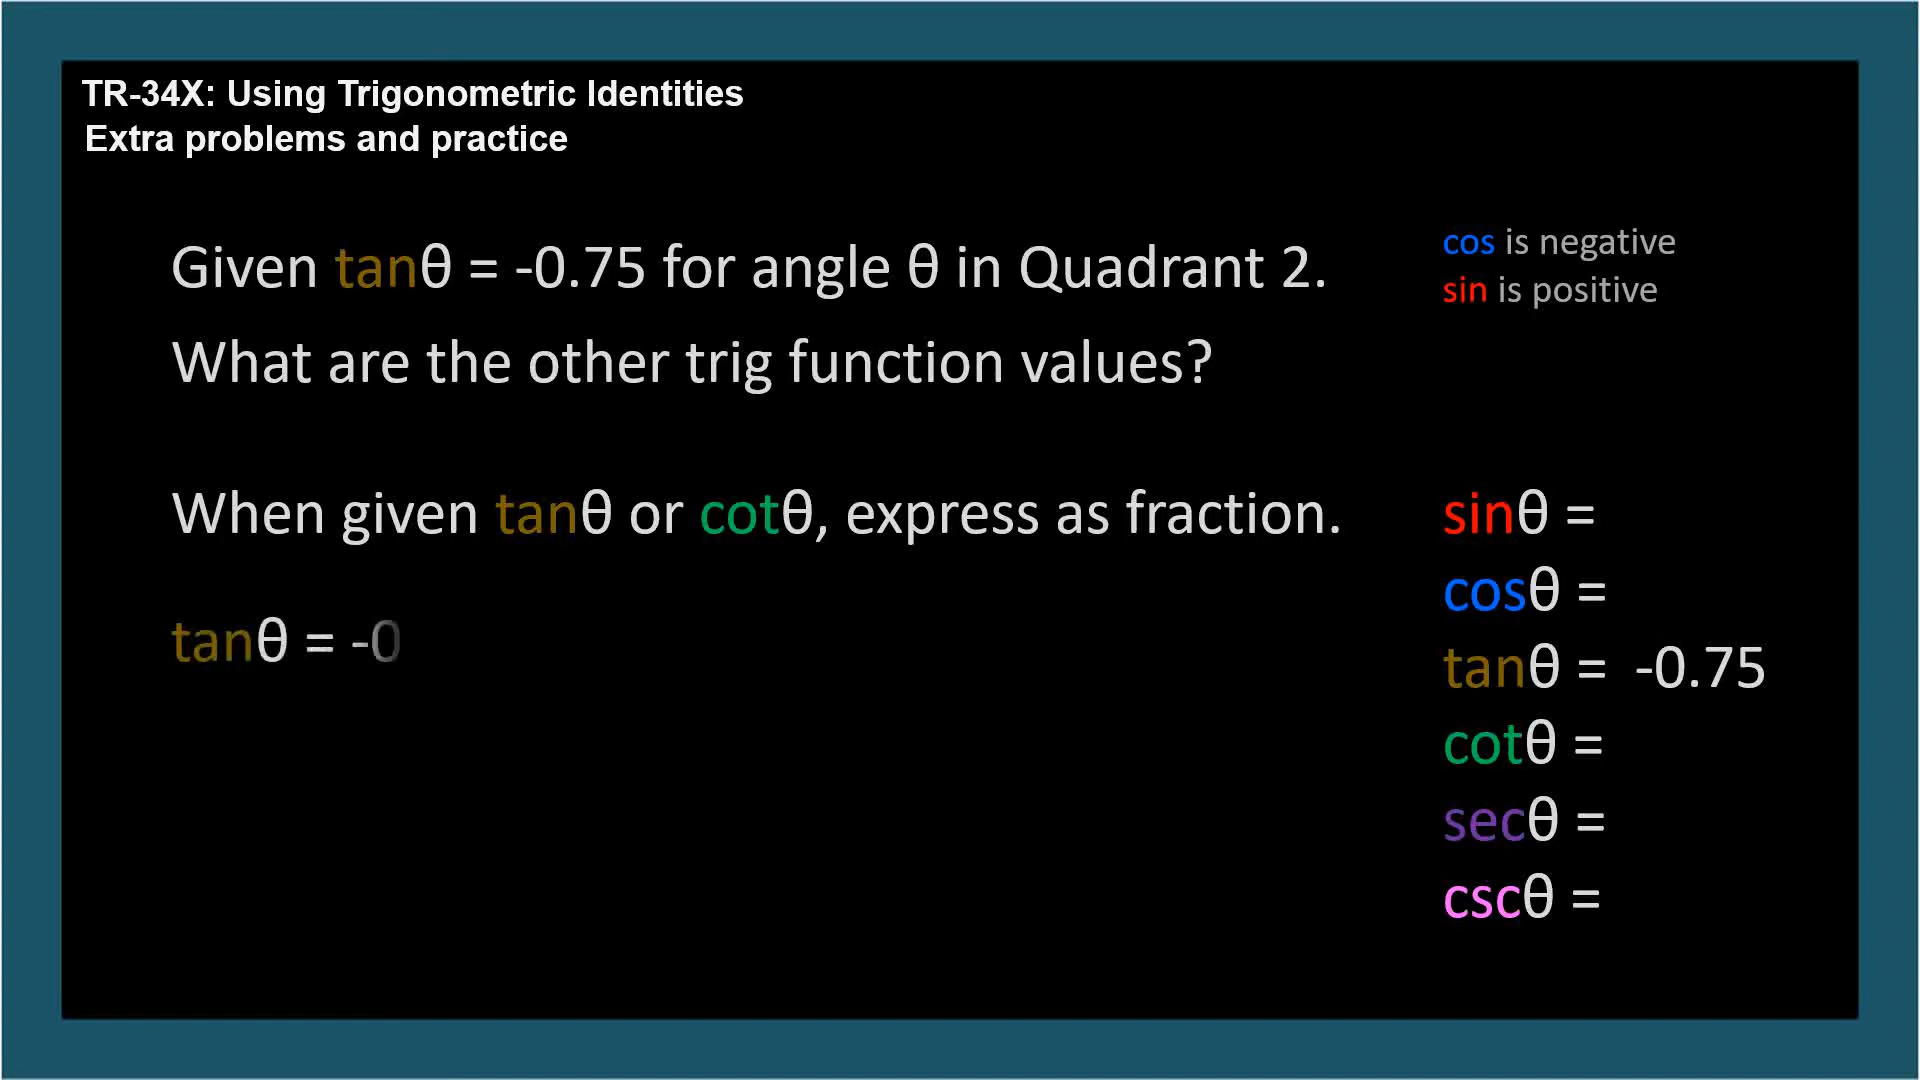 TR-34X: Using Trigonometric Identities
Extra problems and practice
Given tanθ = -0.75 for angle θ in Quadrant 2.
cos is negative
sin is positive
What are the other trig function values?
When given tanθ or cotθ, express as fraction.
tanθ = -0
sinθ =
cosθ =
tanθ = -0.75
cotθ =
secθ =
cscθ =